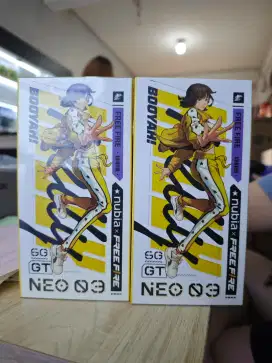 BOOYAH!
FREE FIRE
nubia x FREE FIRE
5G
GT
NEO 03
BOOYAH!
FREE FIRE
nubia x FREE FIRE
5G
GT
NEO 03